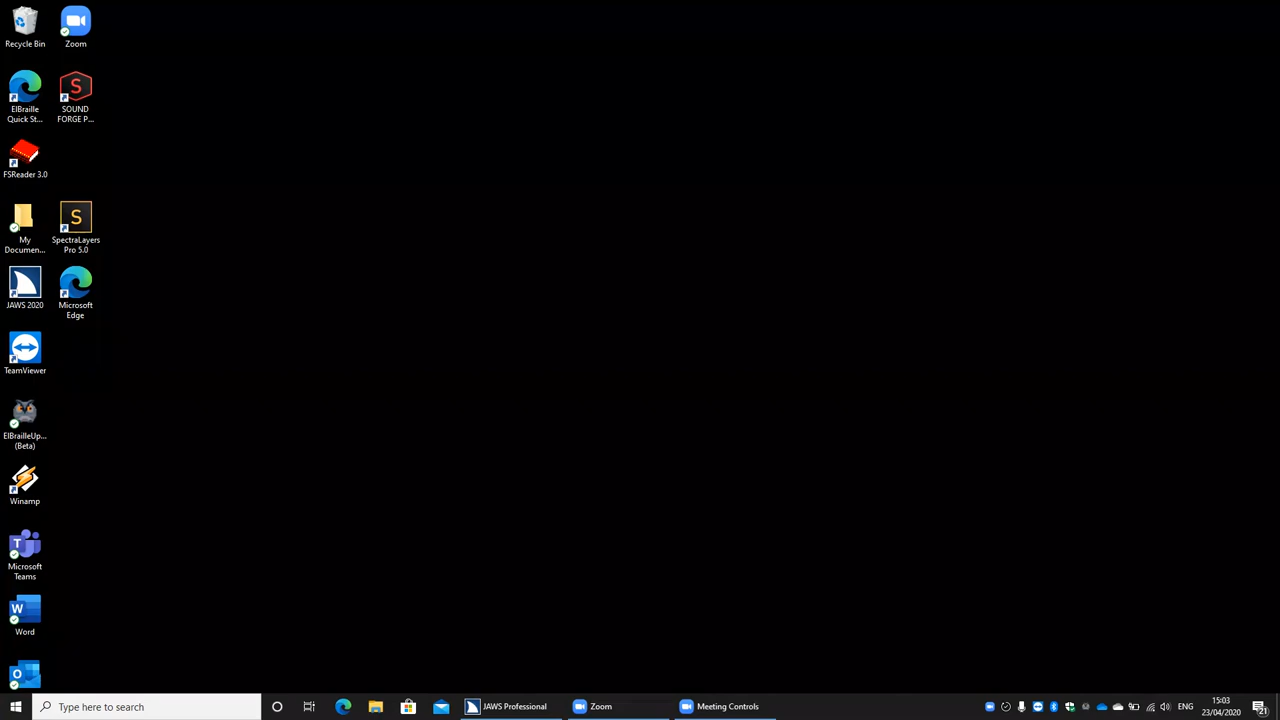 Recycle Bin
Zoom
ElBraille
Quick St...
SOUND
FORGE P...
FSReader 3.0
My
Documen...
SpectraLayers
Pro 5.0
JAWS 2020
Microsoft
Edge
TeamViewer
ElBrailleUp...
(Beta)
Winamp
Microsoft
Teams
Word
Type here to search
JAWS Professional
Zoom
Meeting Controls
ENG
15:03
23/04/2020